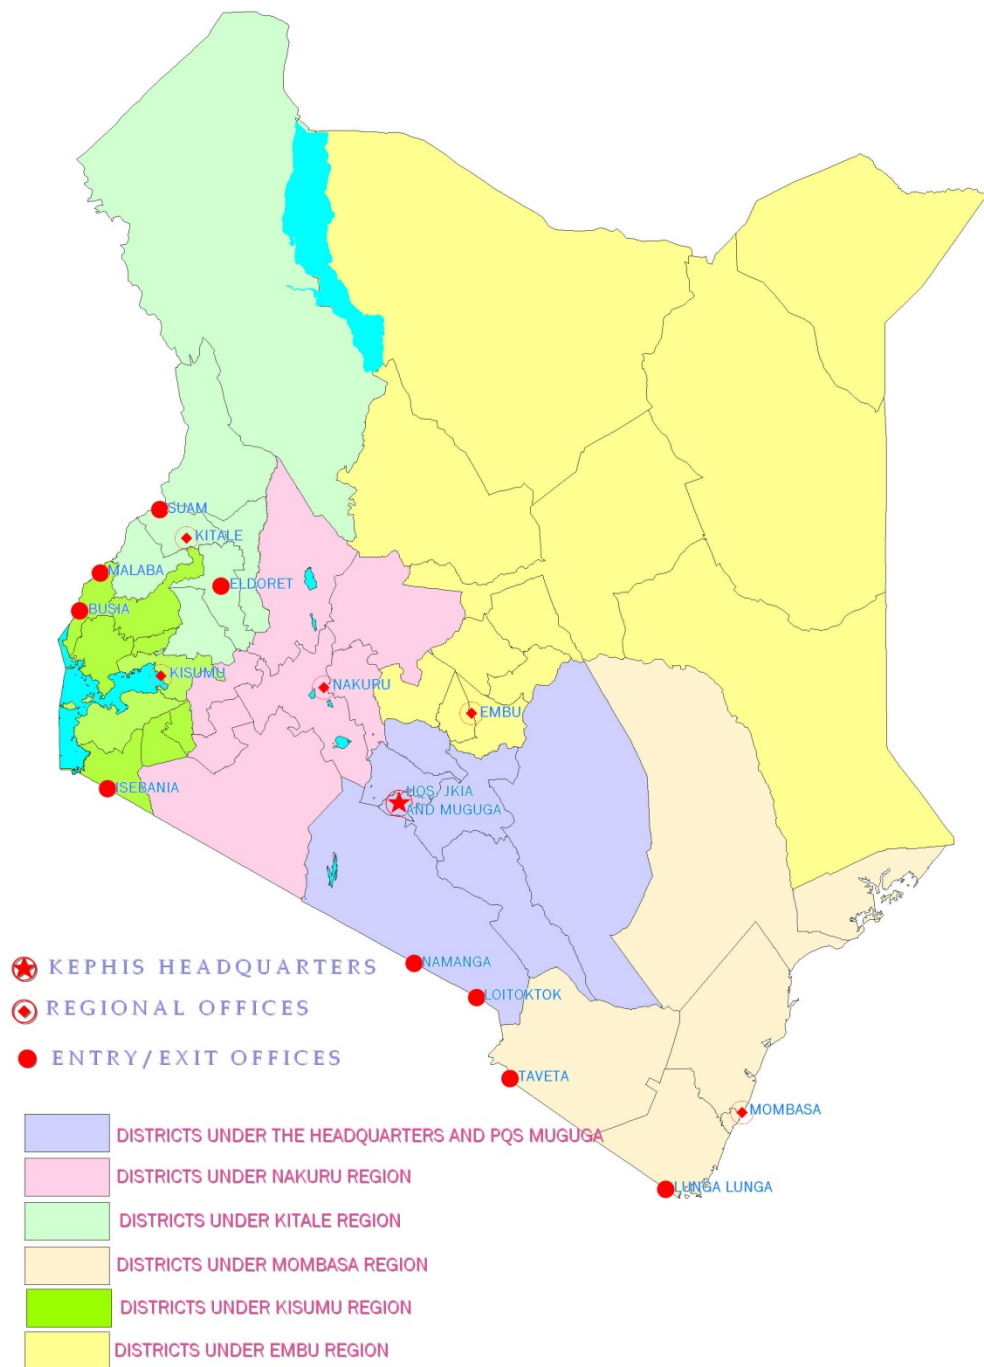 SUAM
KITALE
MALABA
ELDORET
BUSIA
KISUMU
NAKURU
EMBU
ISEBANIA
HQS JKIA
AND MUGUGA
NAMANGA
LOITOKTOK
TAVETA
MOMBASA
LUNGA LUNGA
KEPHIS HEADQUARTERS
REGIONAL OFFICES
ENTRY/EXIT OFFICES
DISTRICTS UNDER THE HEADQUARTERS AND PQS MUGUGA
DISTRICTS UNDER NAKURU REGION
DISTRICTS UNDER KITALE REGION
DISTRICTS UNDER MOMBASA REGION
DISTRICTS UNDER KISUMU REGION
DISTRICTS UNDER EMBU REGION